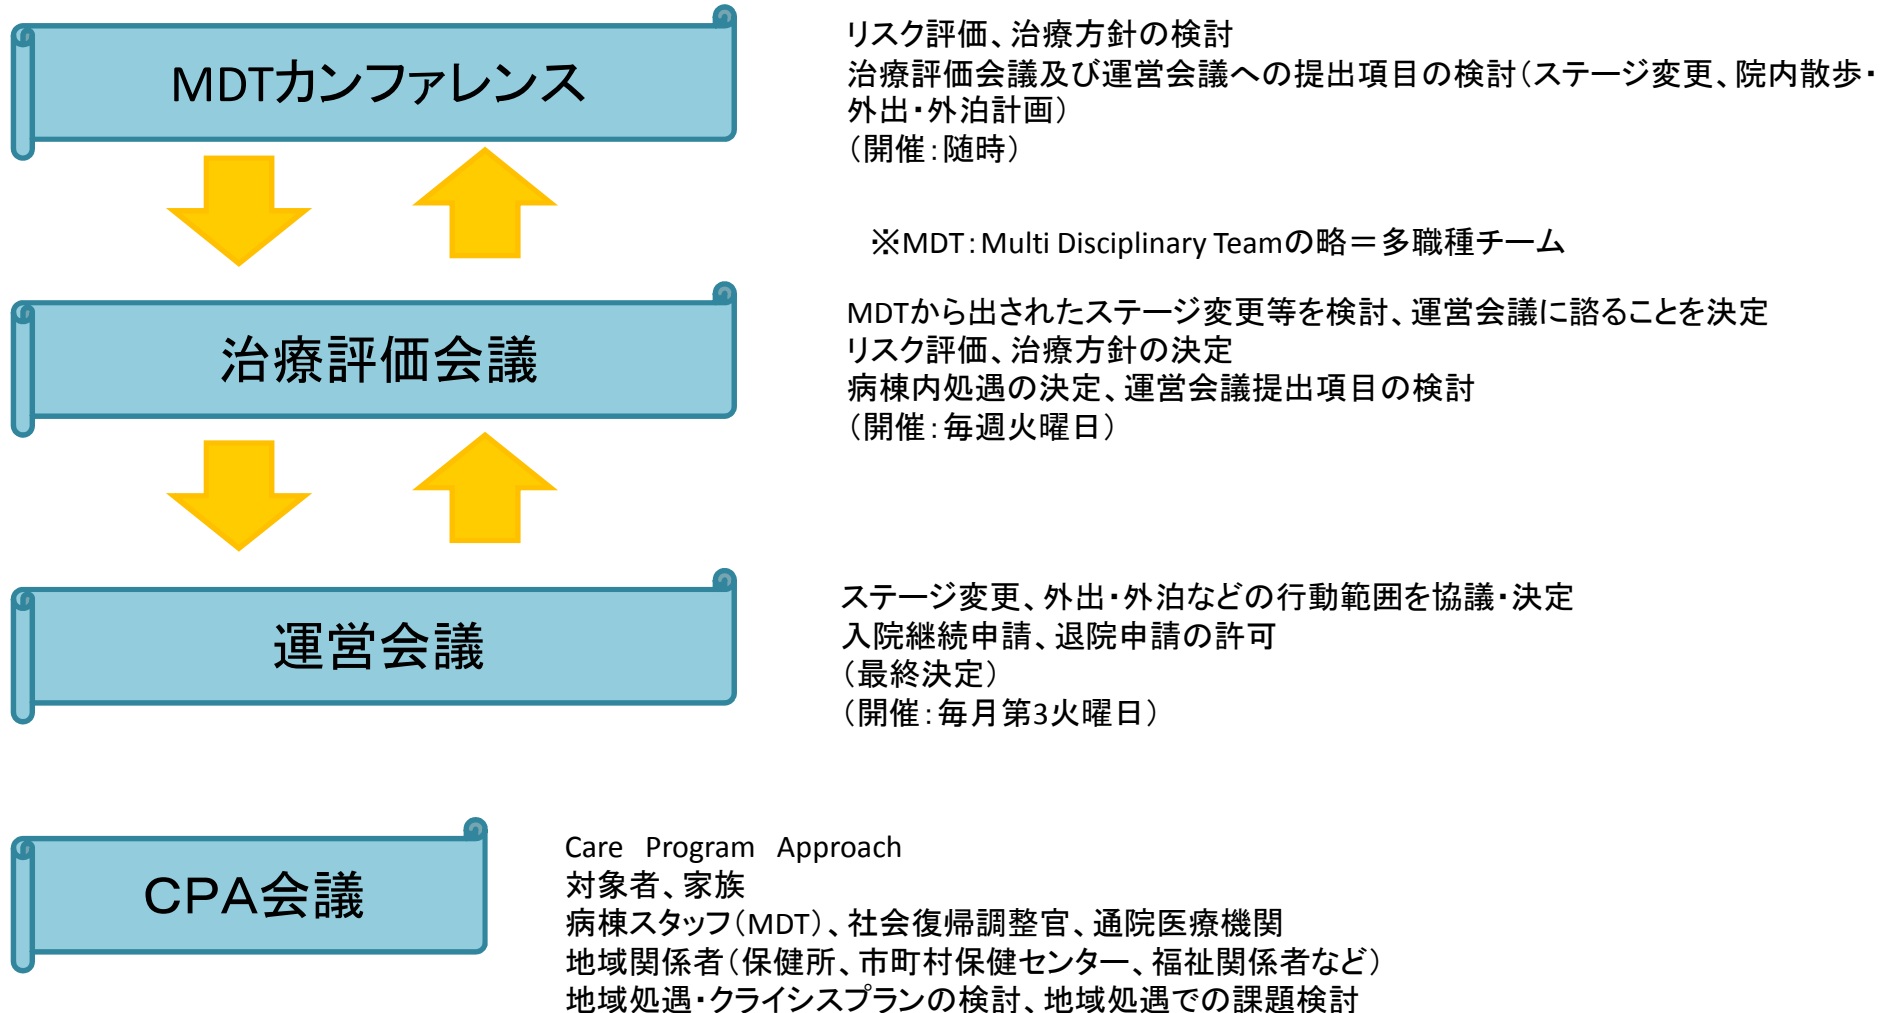 MDTカンファレンス
リスク評価、治療方針の検討
治療評価会議及び運営会議への提出項目の検討（ステージ変更、院内散歩・
外出・外泊計画）
（開催：随時）
※MDT：Multi Disciplinary Teamの略＝多職種チーム
治療評価会議
MDTから出されたステージ変更等を検討、運営会議に諮ることを決定
リスク評価、治療方針の決定
病棟内処遇の決定、運営会議提出項目の検討
（開催：毎週火曜日）
運営会議
ステージ変更、外出・外泊などの行動範囲を協議・決定
入院継続申請、退院申請の許可
（最終決定）
（開催：毎月第3火曜日）
ＣＰＡ会議
Care Program Approach
対象者、家族
病棟スタッフ（MDT）、社会復帰調整官、通院医療機関
地域関係者（保健所、市町村保健センター、福祉関係者など）
地域処遇・クライシスプランの検討、地域処遇での課題検討